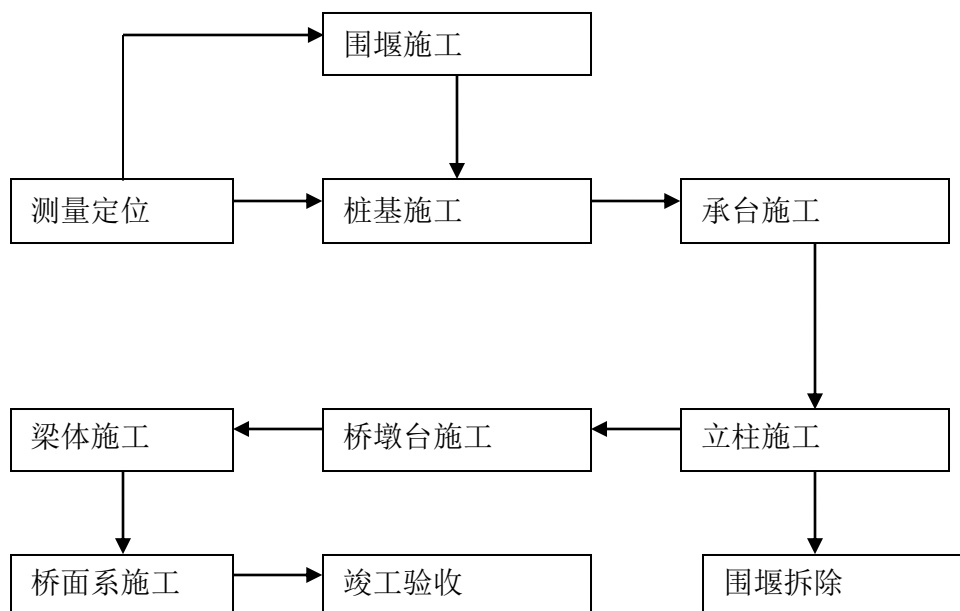 围堰施工
测量定位
桩基施工
承台施工
梁体施工
桥墩台施工
立柱施工
桥面系施工
竣工验收
围堰拆除